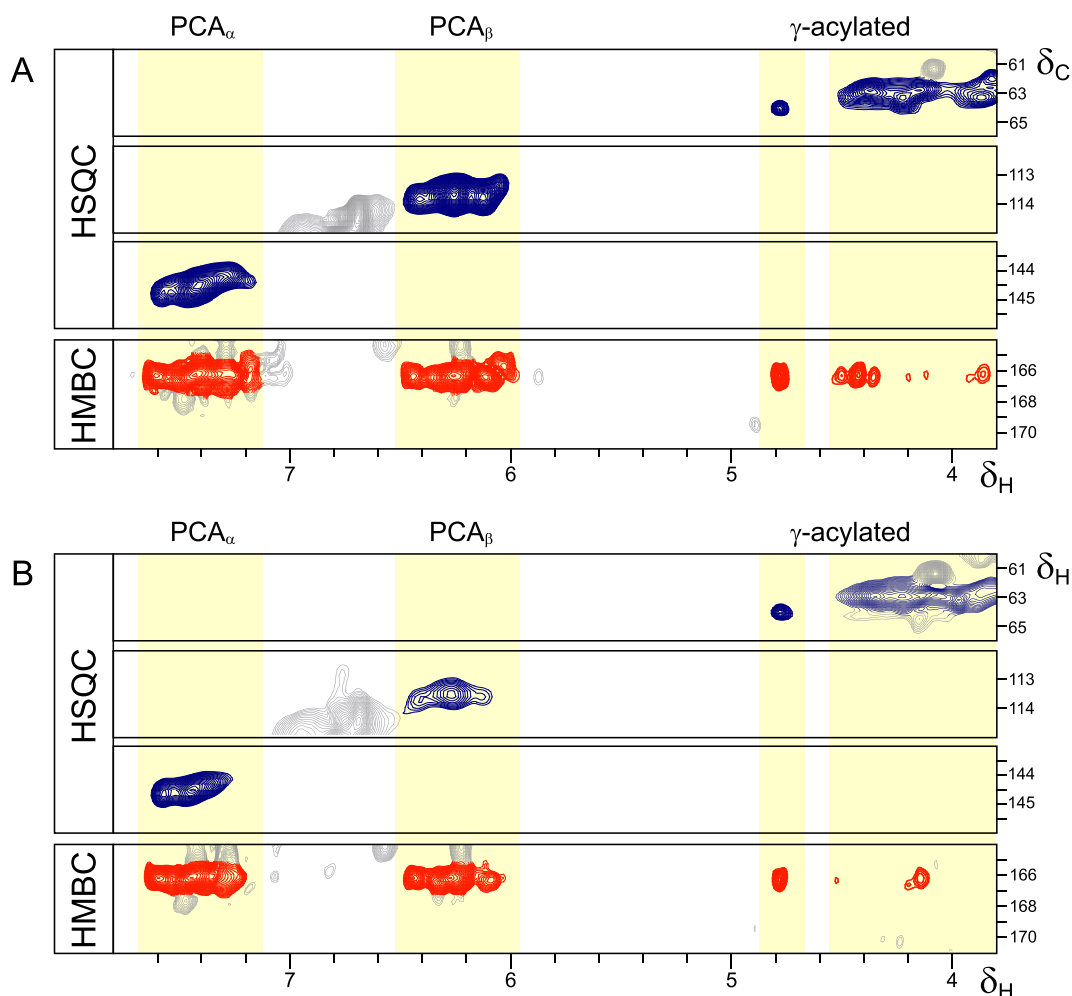 PCAα PCAβ γ-acylated
A
HSQC
61
63
65
δC
113
114
144
145
HMBC
166
168
170
7 6 5 4 δH
PCAα PCAβ γ-acylated
B
HSQC
61
63
65
δH
113
114
144
145
HMBC
166
168
170
7 6 5 4 δH